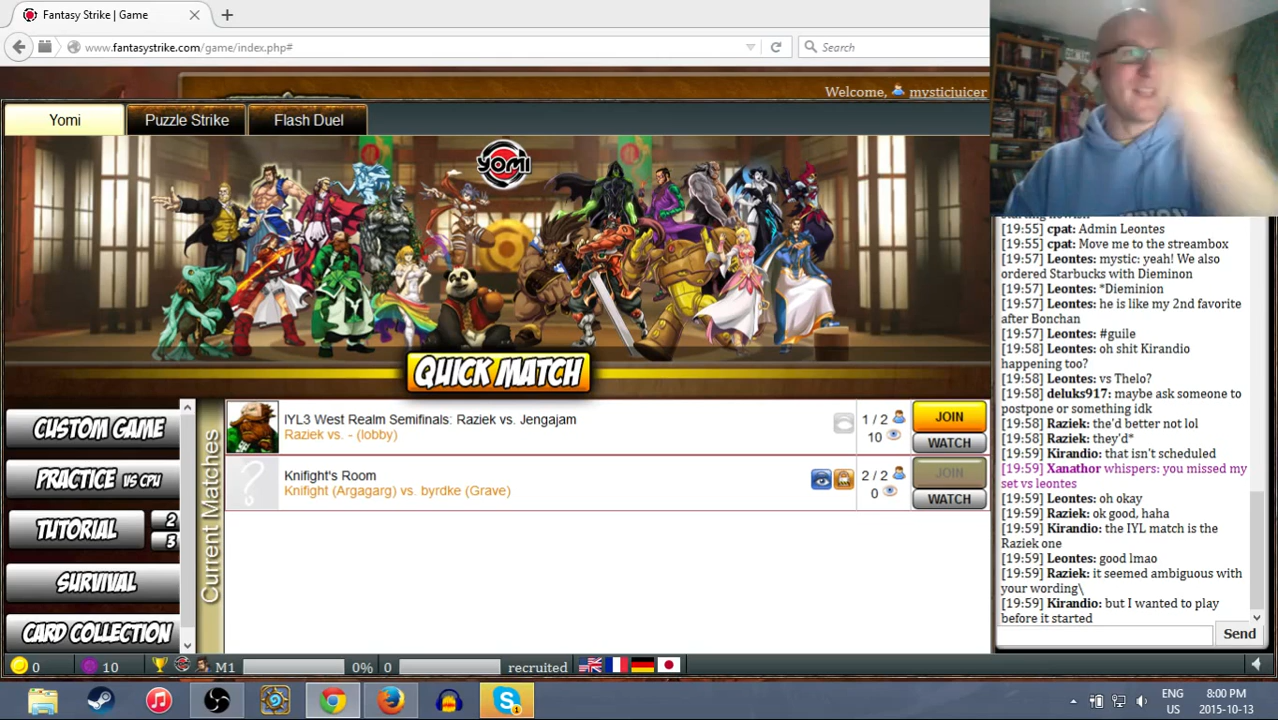 Fantasy Strike | Game
www.fantasystrike.com/game/index.php#
Search
Welcome, mysticjuicer
Yomi
Puzzle Strike
Flash Duel
YOMI
QUICK MATCH
CUSTOM GAME
PRACTICE VS CPU
TUTORIAL 2
3
SURVIVAL
CARD COLLECTION
Current Matches
IYL3 West Realm Semifinals: Raziek vs. Jengajam
Raziek vs. - (lobby)
1 / 2
10
JOIN
WATCH
Knifight's Room
Knifight (Argagarg) vs. byrdke (Grave)
2 / 2
0
JOIN
WATCH
[19:55] cpat: Admin Leontes
[19:55] cpat: Move me to the streambox
[19:57] Leontes: mystic: yeah! We also
ordered Starbucks with Dieminon
[19:57] Leontes: *Dieminion
[19:57] Leontes: he is like my 2nd favorite
after Bonchan
[19:57] Leontes: #guile
[19:58] Leontes: oh shit Kirandio
happening too?
[19:58] Leontes: vs Thelo?
[19:58] deluks917: maybe ask someone to
postpone or something idk
[19:58] Raziek: the'd better not lol
[19:58] Raziek: they'd*
[19:59] Kirandio: that isn't scheduled
[19:59] Xanathor whispers: you missed my
set vs leontes
[19:59] Leontes: oh okay
[19:59] Raziek: ok good, haha
[19:59] Kirandio: the IYL match is the
Raziek one
[19:59] Leontes: good lmao
[19:59] Raziek: it seemed ambiguous with
your wording\
[19:59] Kirandio: but I wanted to play
before it started
Send
0
10
M1
0%
0
recruited
ENG
US
8:00 PM
2015-10-13